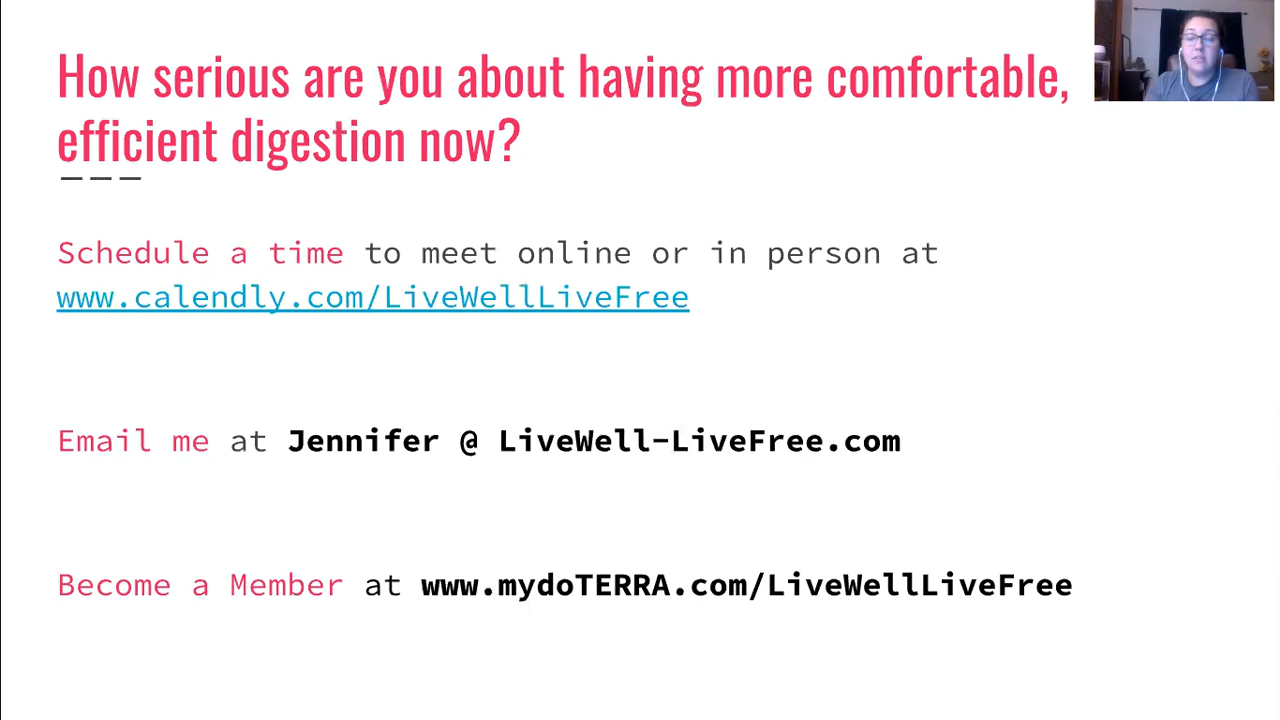 How serious are you about having more comfortable,
efficient digestion now?
Schedule a time to meet online or in person at
www.calendly.com/LiveWellLiveFree
Email me at Jennifer @ LiveWell-LiveFree.com
Become a Member at www.mydoTERRA.com/LiveWellLiveFree